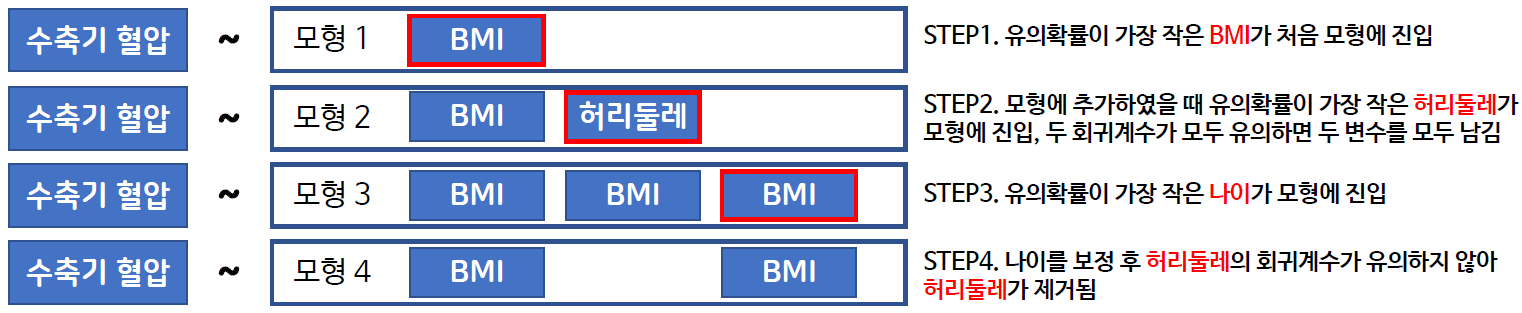 수축기 혈압 ~ 모형 1 BMI STEP1. 유의확률이 가장 작은 BMI가 처음 모형에 진입
수축기 혈압 ~ 모형 2 BMI 허리둘레 STEP2. 모형에 추가하였을 때 유의확률이 가장 작은 허리둘레가
모형에 진입, 두 회귀계수가 모두 유의하면 두 변수를 모두 남김
수축기 혈압 ~ 모형 3 BMI BMI BMI STEP3. 유의확률이 가장 작은 나이가 모형에 진입
수축기 혈압 ~ 모형 4 BMI BMI STEP4. 나이를 보정 후 허리둘레의 회귀계수가 유의하지 않아
허리둘레가 제거됨